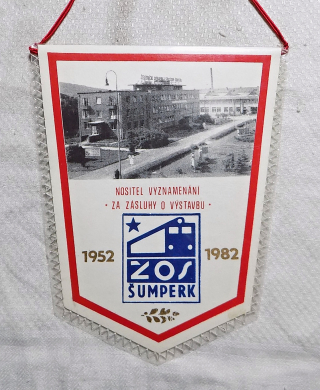 NOSITEL VYZNAMENÁNÍ
• ZA ZÁSLUHY O VÝSTAVBU •
1952 1982
ŽOS
ŠUMPERK